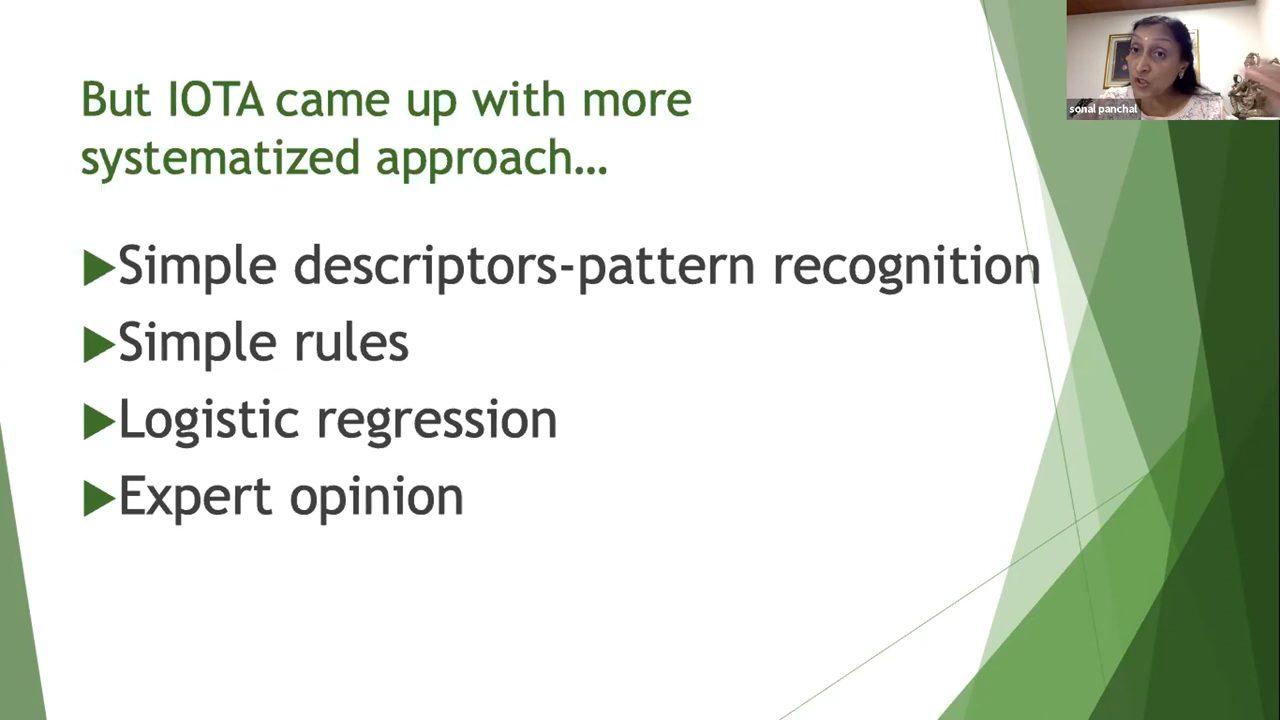 But IOTA came up with more
systematized approach...
Simple descriptors-pattern recognition
Simple rules
Logistic regression
Expert opinion
sonal panchal